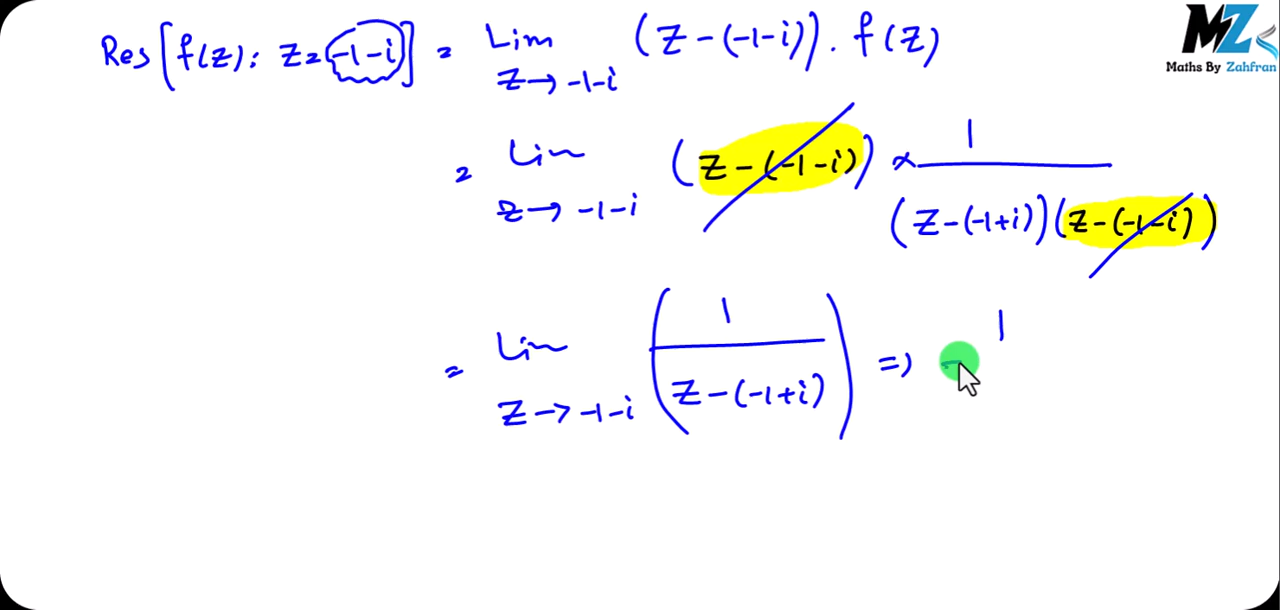 Res [f(z): z=(-1-i)] = Lim (z-(-1-i)). f(z)
z→ -1-i
= Lim (z-(-1-i)) × 1
z→ -1-i (z-(-1+i))(z-(-1-i))
= Lim ( 1
z→ -1-i z-(-1+i) ) => 1
MZ
Maths By Zahfran